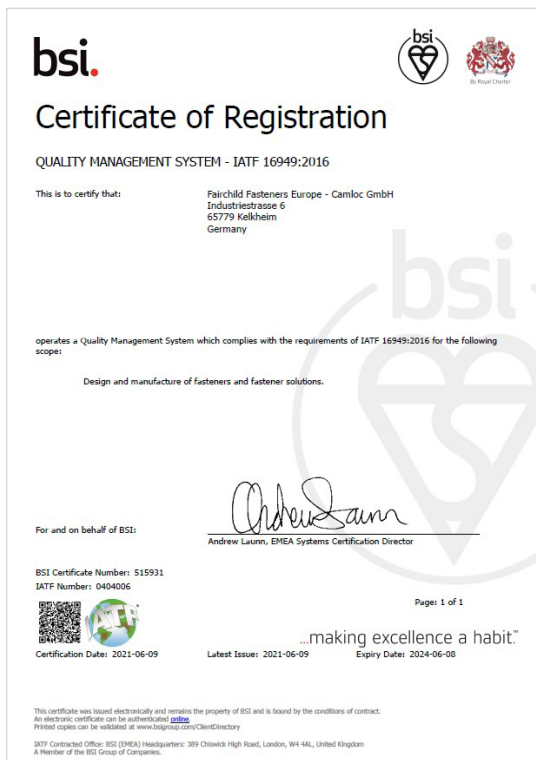 bsi.
bsi
By Royal Charter
Certificate of Registration
QUALITY MANAGEMENT SYSTEM - IATF 16949:2016
This is to certify that:
Fairchild Fasteners Europe - Camloc GmbH
Industriestrasse 6
65779 Kelkheim
Germany
bsi
operates a Quality Management System which complies with the requirements of IATF 16949:2016 for the following
scope:
Design and manufacture of fasteners and fastener solutions.
For and on behalf of BSI:
Andrew Launn, EMEA Systems Certification Director
BSI Certificate Number: 515931
IATF Number: 0404006
Page: 1 of 1
IATF
...making excellence a habit.™
Certification Date: 2021-06-09
Latest Issue: 2021-06-09
Expiry Date: 2024-06-08
This certificate was issued electronically and remains the property of BSI and is bound by the conditions of contract.
An electronic certificate can be authenticated online.
Printed copies can be validated at www.bsigroup.com/ClientDirectory
IATF Contracted Office: BSI (EMEA) Headquarters: 389 Chiswick High Road, London, W4 4AL, United Kingdom
A Member of the BSI Group of Companies.